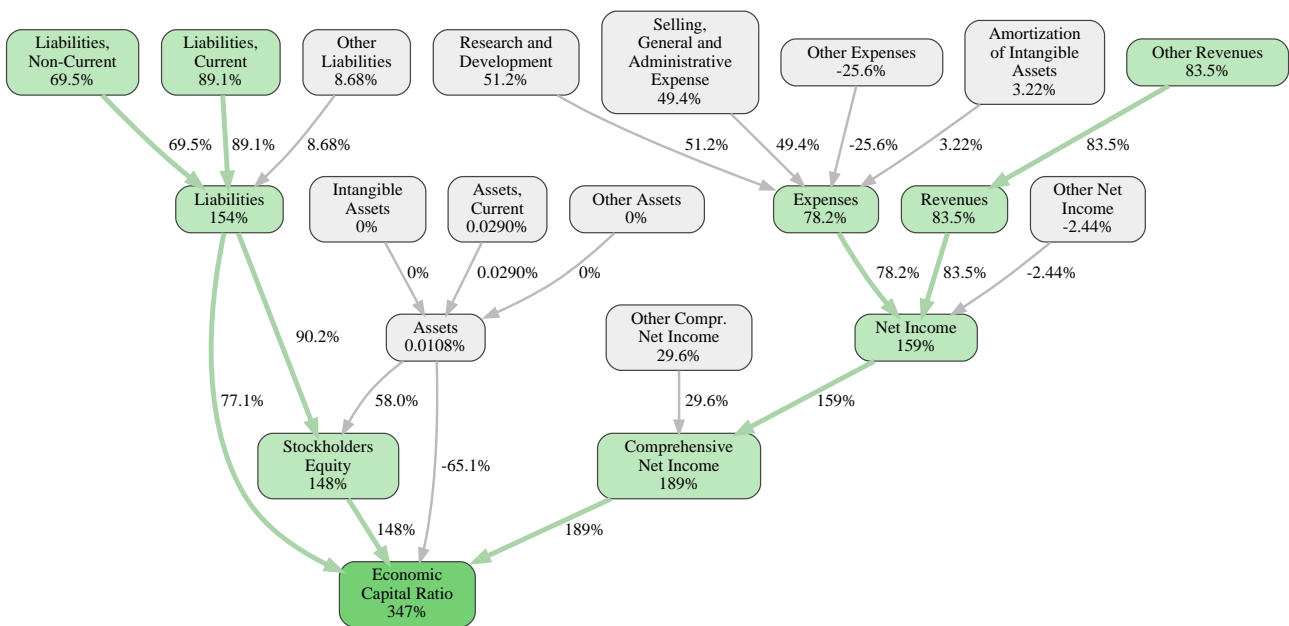 Liabilities,
Non-Current
69.5%
Liabilities,
Current
89.1%
Other
Liabilities
8.68%
Research and
Development
51.2%
Selling,
General and
Administrative
Expense
49.4%
Other Expenses
-25.6%
Amortization
of Intangible
Assets
3.22%
Other Revenues
83.5%
69.5%
89.1%
8.68%
51.2%
49.4%
-25.6%
3.22%
83.5%
Liabilities
154%
Intangible
Assets
0%
Assets,
Current
0.0290%
Other Assets
0%
Expenses
78.2%
Revenues
83.5%
Other Net
Income
-2.44%
0%
0.0290%
0%
78.2%
83.5%
-2.44%
90.2%
Assets
0.0108%
Other Compr.
Net Income
29.6%
Net Income
159%
77.1%
58.0%
29.6%
159%
Stockholders
Equity
148%
-65.1%
Comprehensive
Net Income
189%
148%
189%
Economic
Capital Ratio
347%